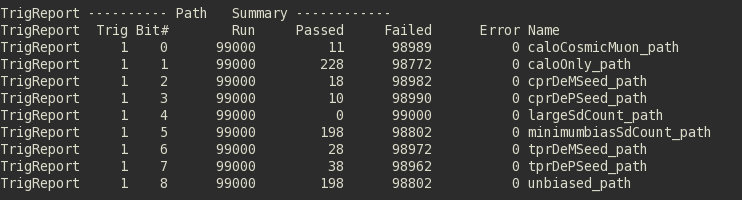 TrigReport ---------- Path   Summary ------------
TrigReport  Trig Bit#        Run     Passed     Failed      Error Name
TrigReport     1    0      99000         11      98989          0 caloCosmicMuon_path
TrigReport     1    1      99000        228      98772          0 caloOnly_path
TrigReport     1    2      99000         18      98982          0 cprDeMSeed_path
TrigReport     1    3      99000         10      98990          0 cprDePSeed_path
TrigReport     1    4      99000          0      99000          0 largeSdCount_path
TrigReport     1    5      99000        198      98802          0 minimumbiasSdCount_path
TrigReport     1    6      99000         28      98972          0 tprDeMSeed_path
TrigReport     1    7      99000         38      98962          0 tprDePSeed_path
TrigReport     1    8      99000        198      98802          0 unbiased_path